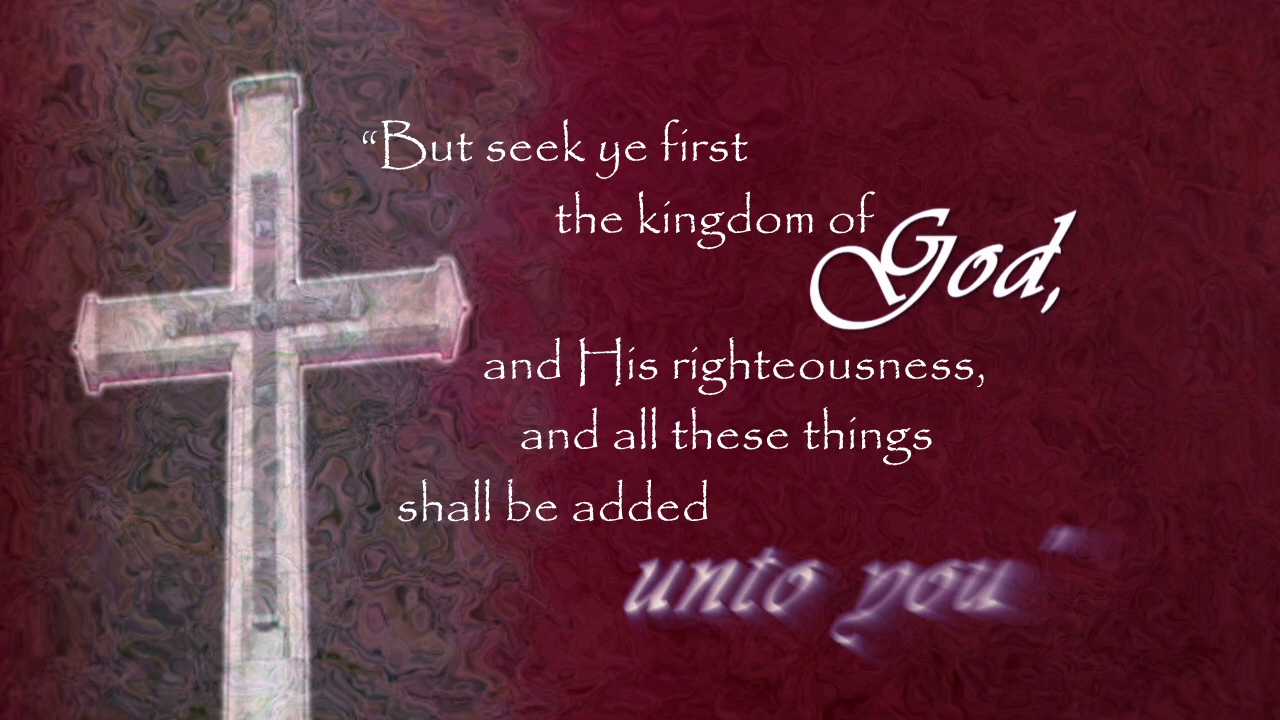 “But seek ye first
the kingdom of God,
and His righteousness,
and all these things
shall be added
unto you”